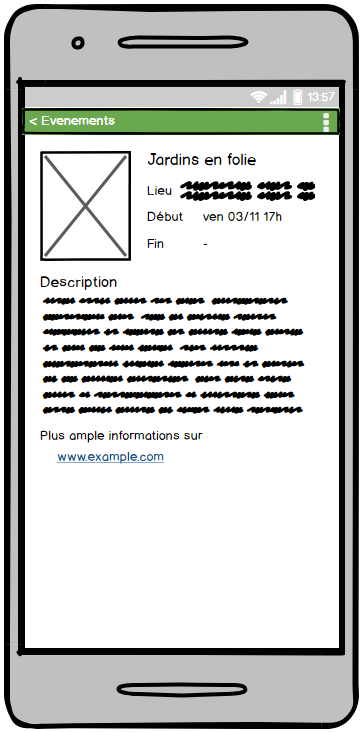 13:57
< Evenements
Jardins en folie
Lieu
Début ven 03/11 17h
Fin -
Description
Plus ample informations sur
www.example.com